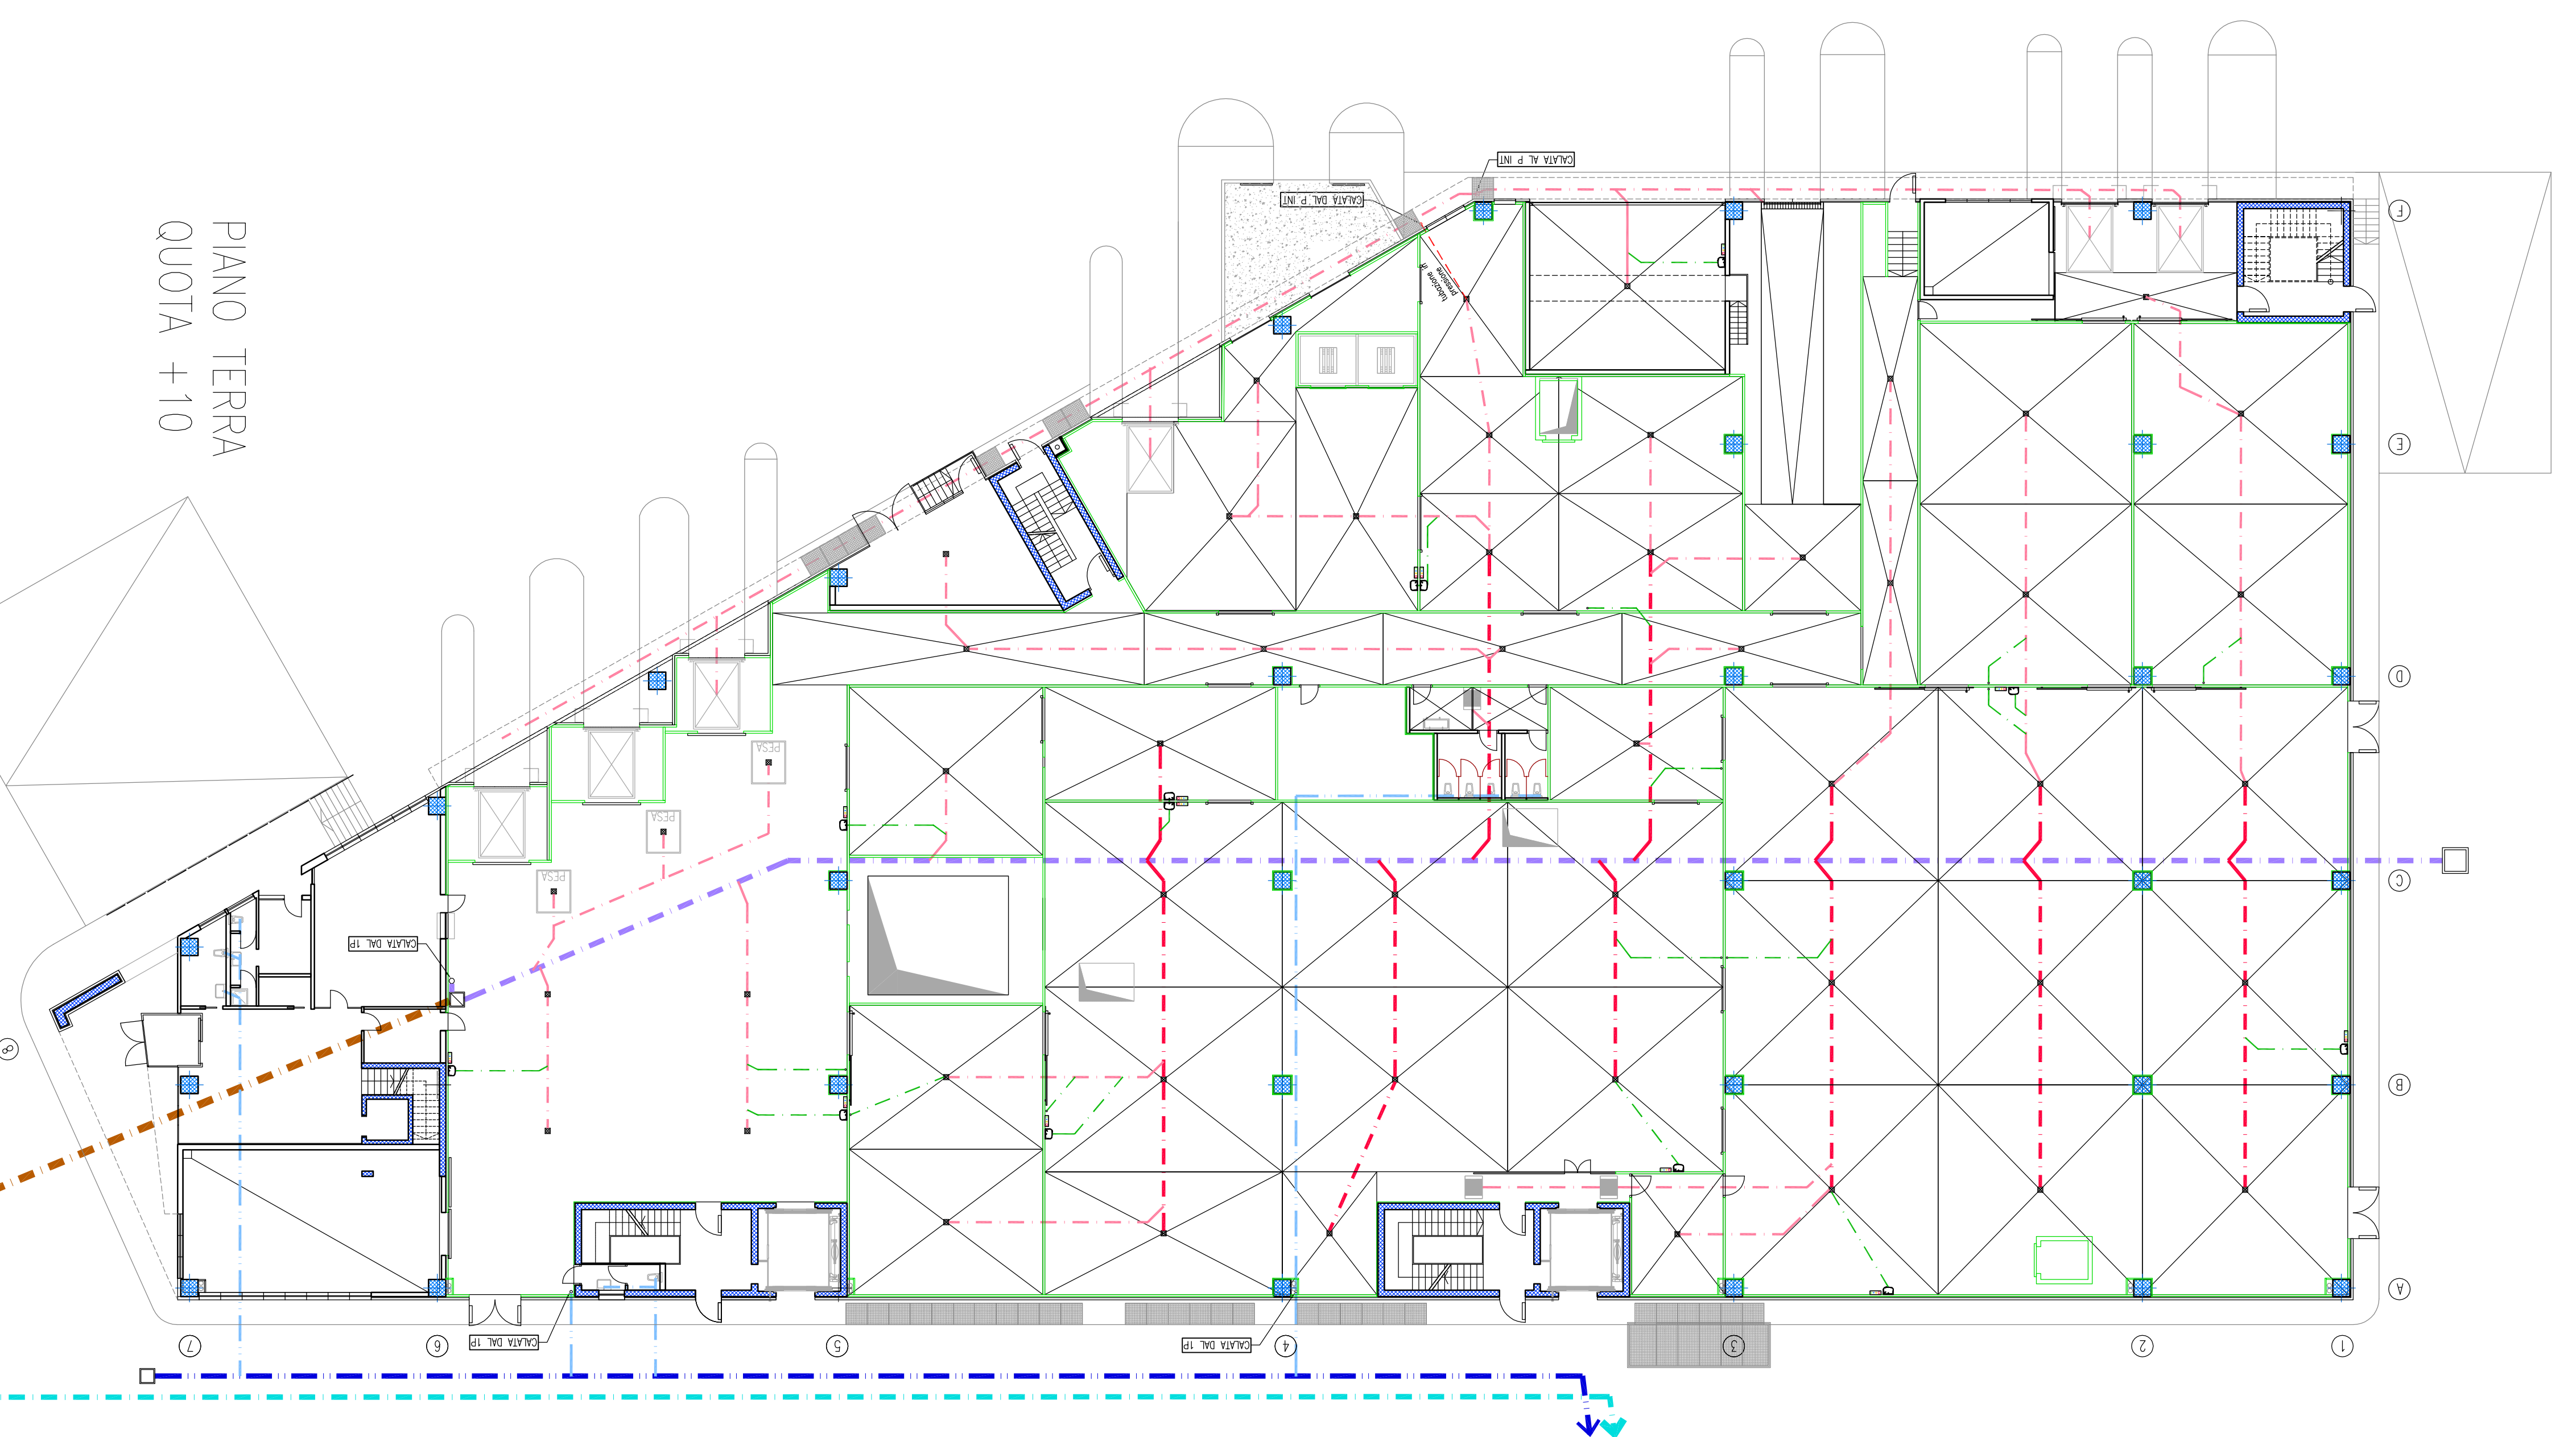 PIANO TERRA
QUOTA +10
CALATA AL P INT
CALATA DAL P INT
tubazione in
pressione
F
E
D
C
B
A
PESA
PESA
PESA
CALATA DAL 1P
CALATA DAL 1P
CALATA DAL 1P
8
7
6
5
4
3
2
1